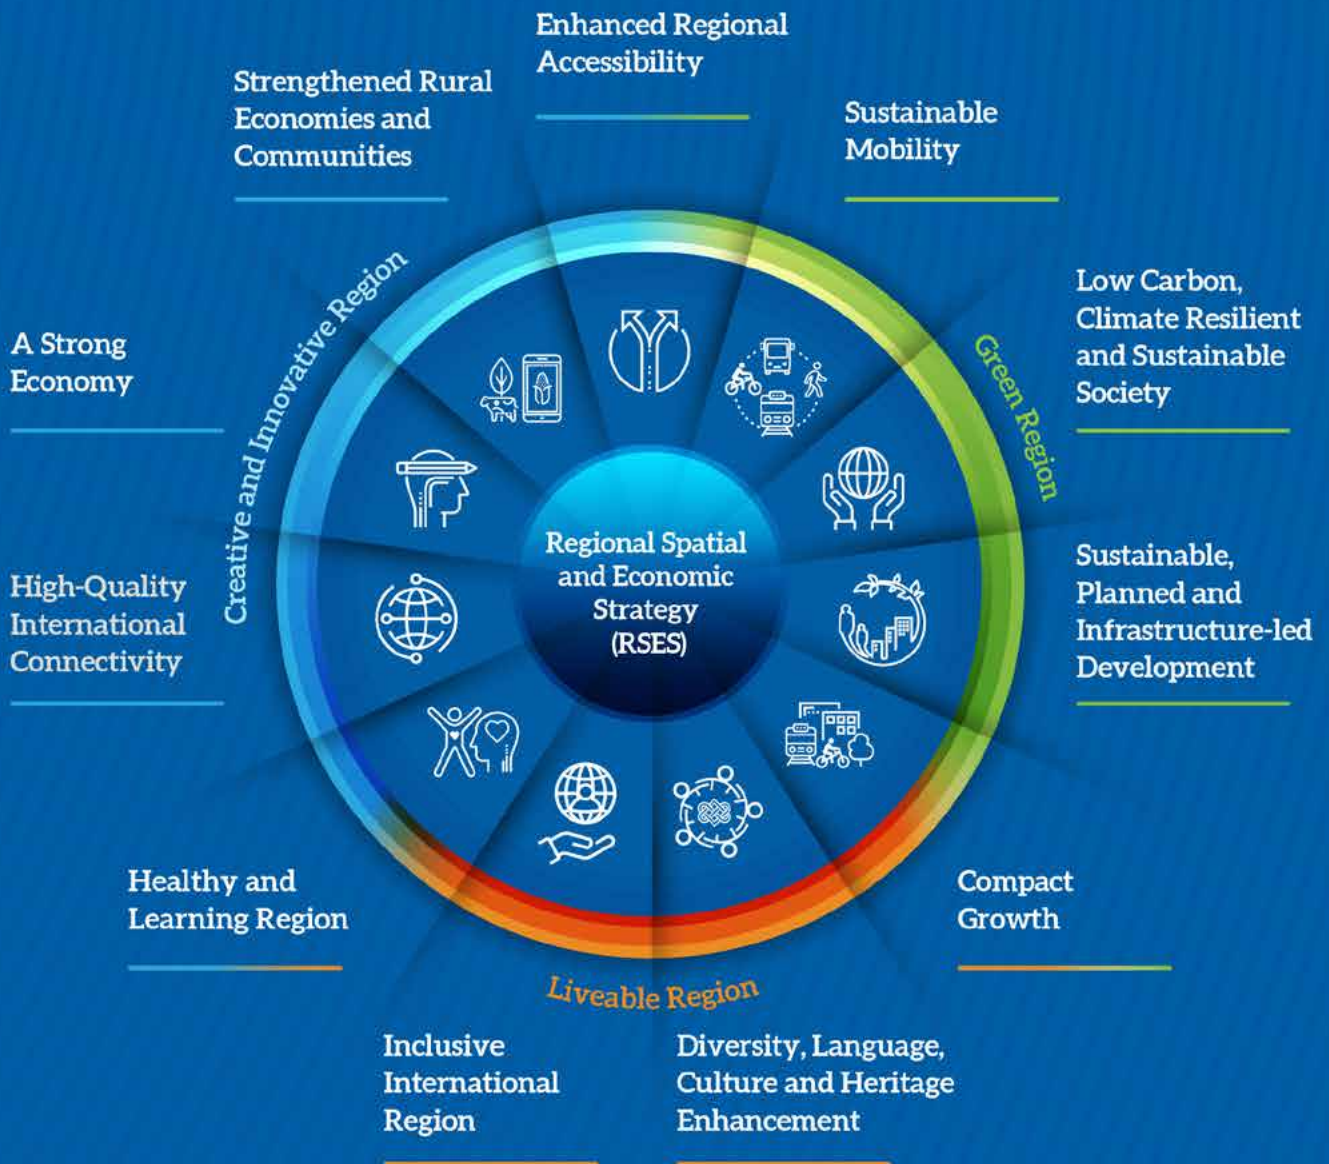 Enhanced Regional
Accessibility
Strengthened Rural
Economies and
Communities
Sustainable
Mobility
A Strong
Economy
Low Carbon,
Climate Resilient
and Sustainable
Society
Creative and Innovative Region
Green Region
High-Quality
International
Connectivity
Regional Spatial
and Economic
Strategy
(RSES)
Sustainable,
Planned and
Infrastructure-led
Development
Healthy and
Learning Region
Compact
Growth
Liveable Region
Inclusive
International
Region
Diversity, Language,
Culture and Heritage
Enhancement